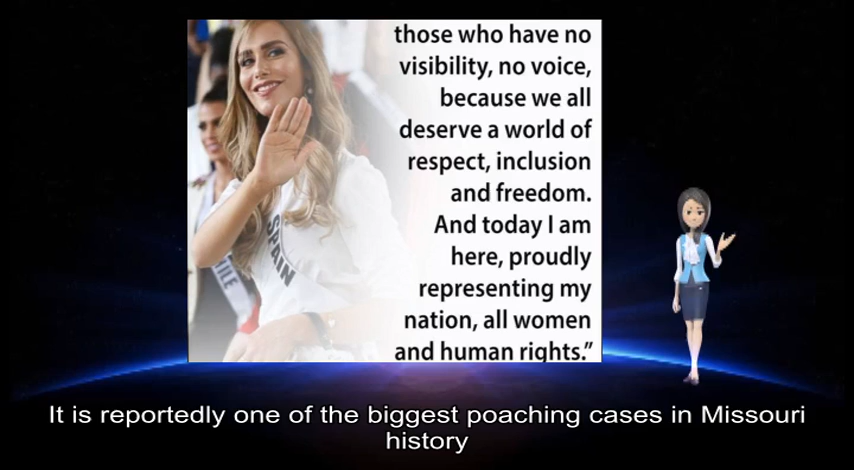 those who have no
visibility, no voice,
because we all
deserve a world of
respect, inclusion
and freedom.
And today I am
here, proudly
representing my
nation, all women
and human rights.”
SPAIN
It is reportedly one of the biggest poaching cases in Missouri
history